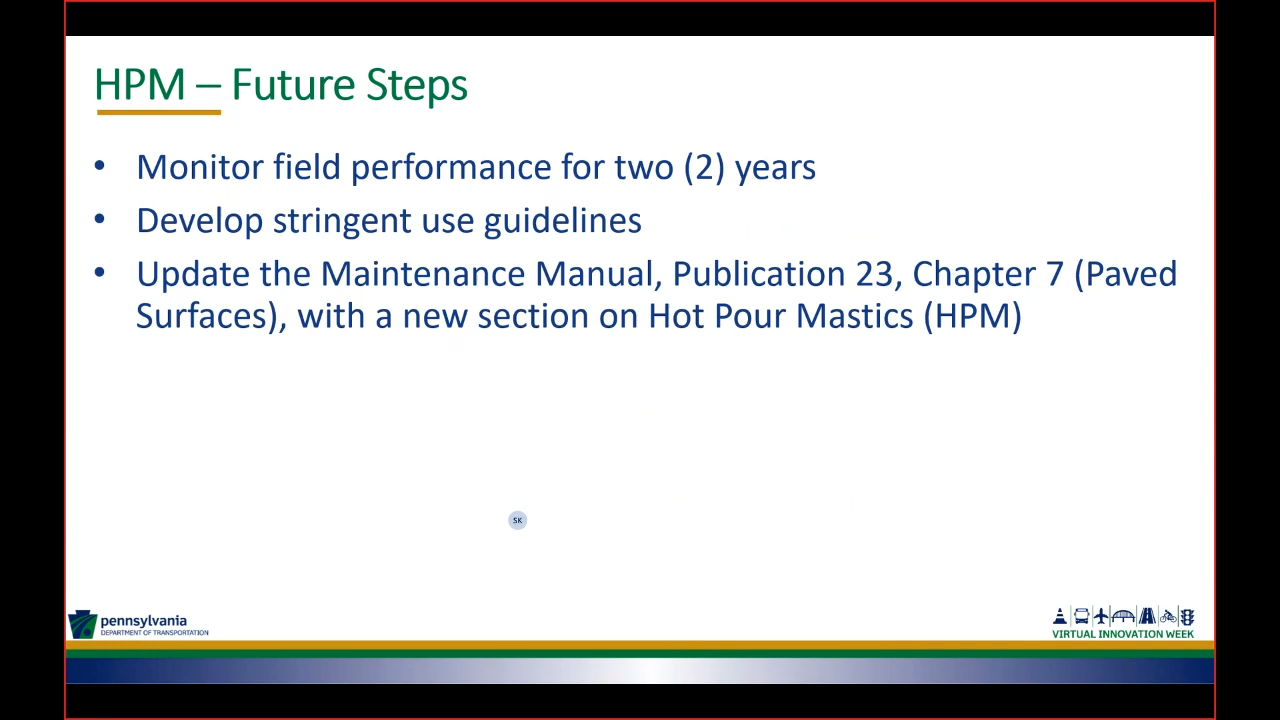 HPM – Future Steps
• Monitor field performance for two (2) years
• Develop stringent use guidelines
• Update the Maintenance Manual, Publication 23, Chapter 7 (Paved
Surfaces), with a new section on Hot Pour Mastics (HPM)
SK
pennsylvania
DEPARTMENT OF TRANSPORTATION
VIRTUAL INNOVATION WEEK